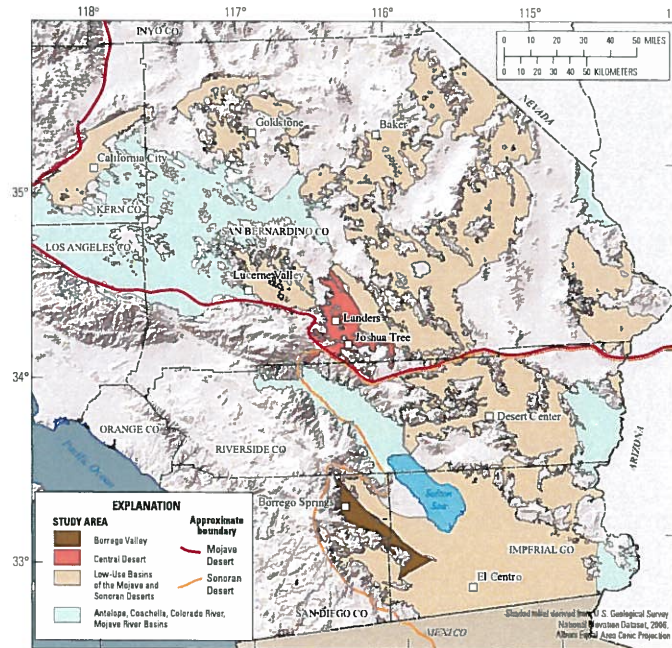 118°
117°
116°
115°
INYO CO
0 10 20 30 40 50 MILES
0 10 20 30 40 50 KILOMETERS
NEVADA
Goldstone
Baker
California City
35°
KERN CO
SAN BERNARDINO CO
LOS ANGELES CO
Lucerne Valley
Landers
Joshua Tree
34°
Desert Center
ORANGE CO
RIVERSIDE CO
ARIZONA
Pacific Ocean
Salton
Sea
Borrego Springs
33°
IMPERIAL CO
El Centro
SAN DIEGO CO
MEXICO
EXPLANATION
STUDY AREA
Borrego Valley
Central Desert
Low-Use Basins
of the Mojave and
Sonoran Deserts
Antelope, Coachella, Colorado River,
Mojave River Basins
Approximate
boundary
Mojave
Desert
Sonoran
Desert
Shaded relief derived from U.S. Geological Survey
National Elevation Dataset, 2006.
Albers Equal Area Conic Projection